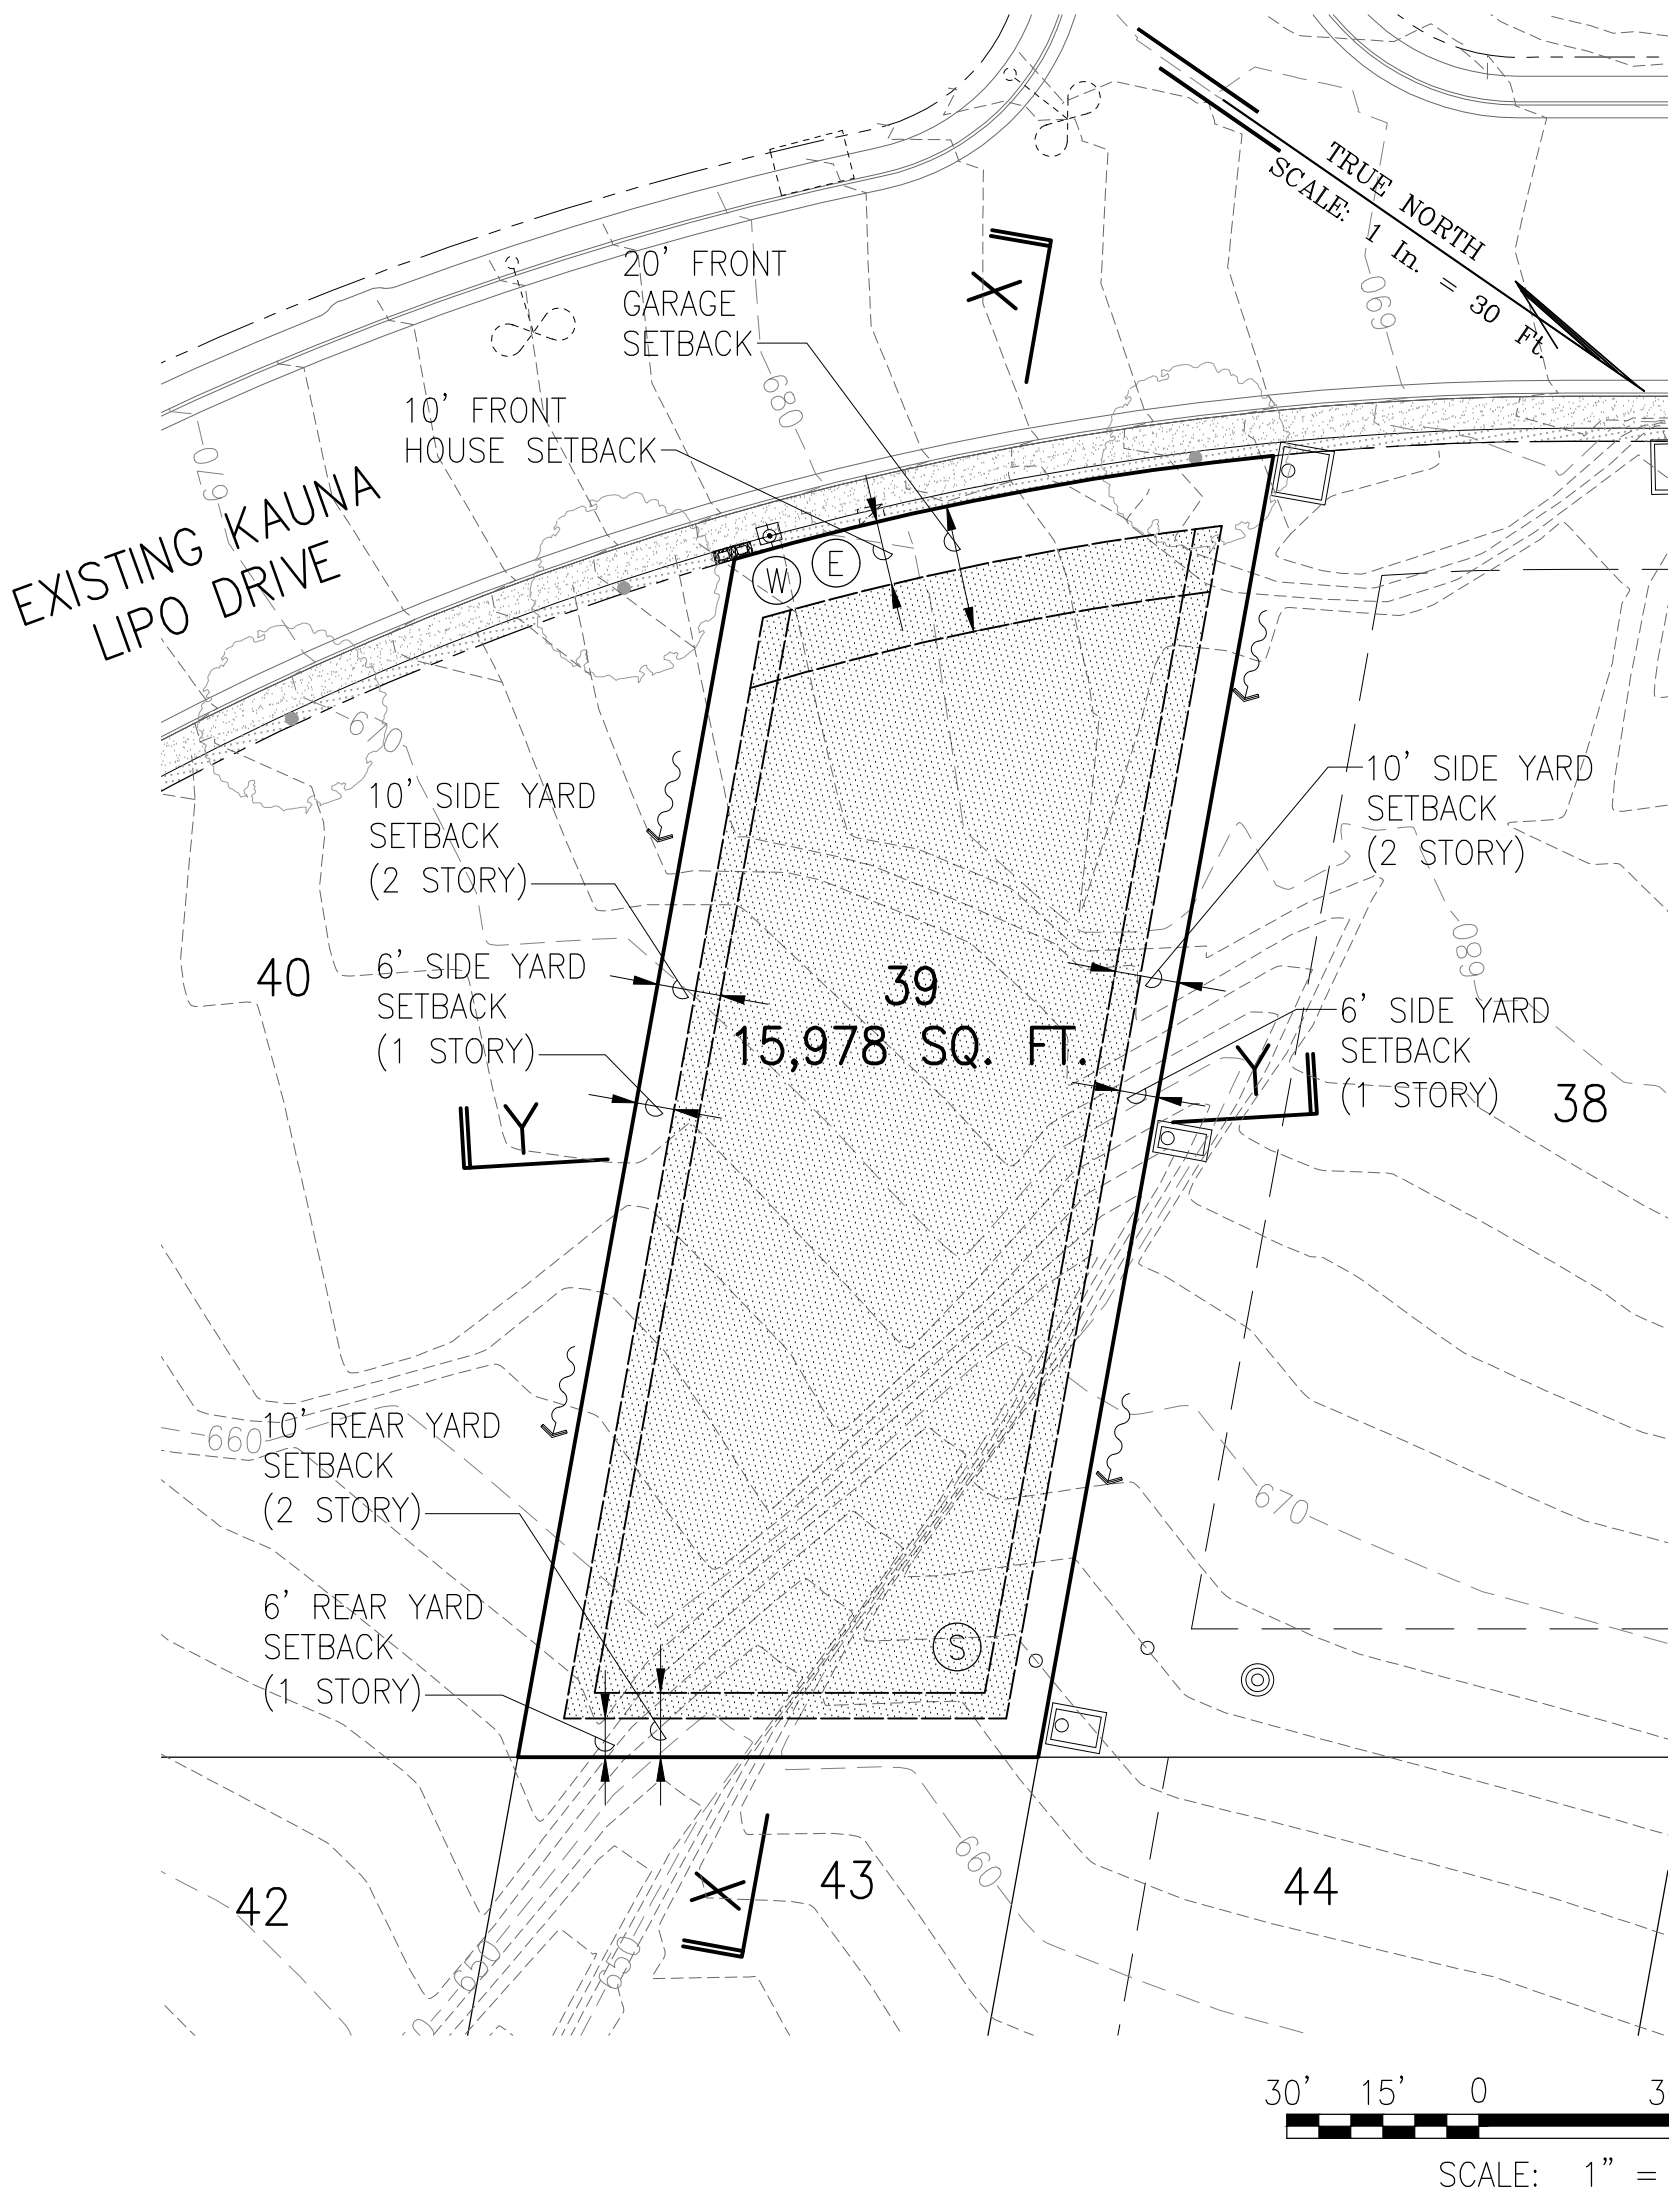 TRUE NORTH
SCALE: 1 In. = 30 Ft.
X
20' FRONT
GARAGE
SETBACK
690
680
10' FRONT
HOUSE SETBACK
670
EXISTING KAUNA
LIPO DRIVE
W
E
670
10' SIDE YARD
SETBACK
(2 STORY)
10' SIDE YARD
SETBACK
(2 STORY)
40
6' SIDE YARD
SETBACK
(1 STORY)
39
15,978 SQ. FT.
680
6' SIDE YARD
SETBACK
(1 STORY)
Y
Y
38
660
10' REAR YARD
SETBACK
(2 STORY)
670
6' REAR YARD
SETBACK
(1 STORY)
S
42
X
43
660
44
650
650
30' 15' 0
SCALE: 1" =